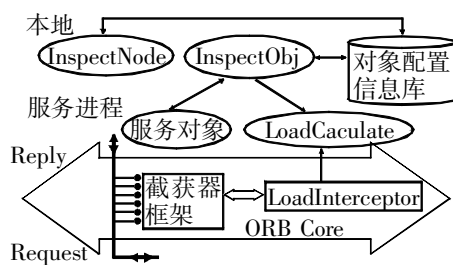 本地
InspectNode
InspectObj
对象配置
信息库
服务进程
服务对象
LoadCaculate
Reply
截获器
框架
LoadInterceptor
ORB Core
Request